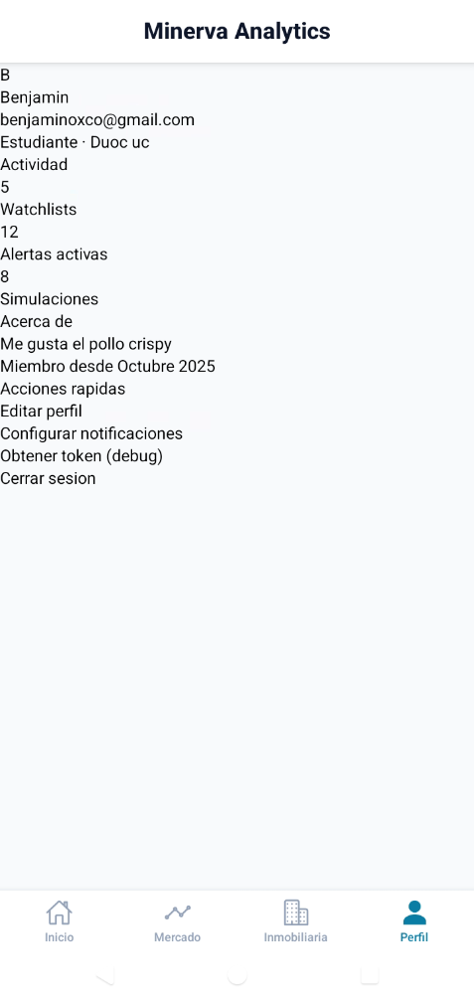 Minerva Analytics
B
Benjamin
benjaminoxco@gmail.com
Estudiante · Duoc uc
Actividad
5
Watchlists
12
Alertas activas
8
Simulaciones
Acerca de
Me gusta el pollo crispy
Miembro desde Octubre 2025
Acciones rapidas
Editar perfil
Configurar notificaciones
Obtener token (debug)
Cerrar sesion
Inicio
Mercado
Inmobiliaria
Perfil